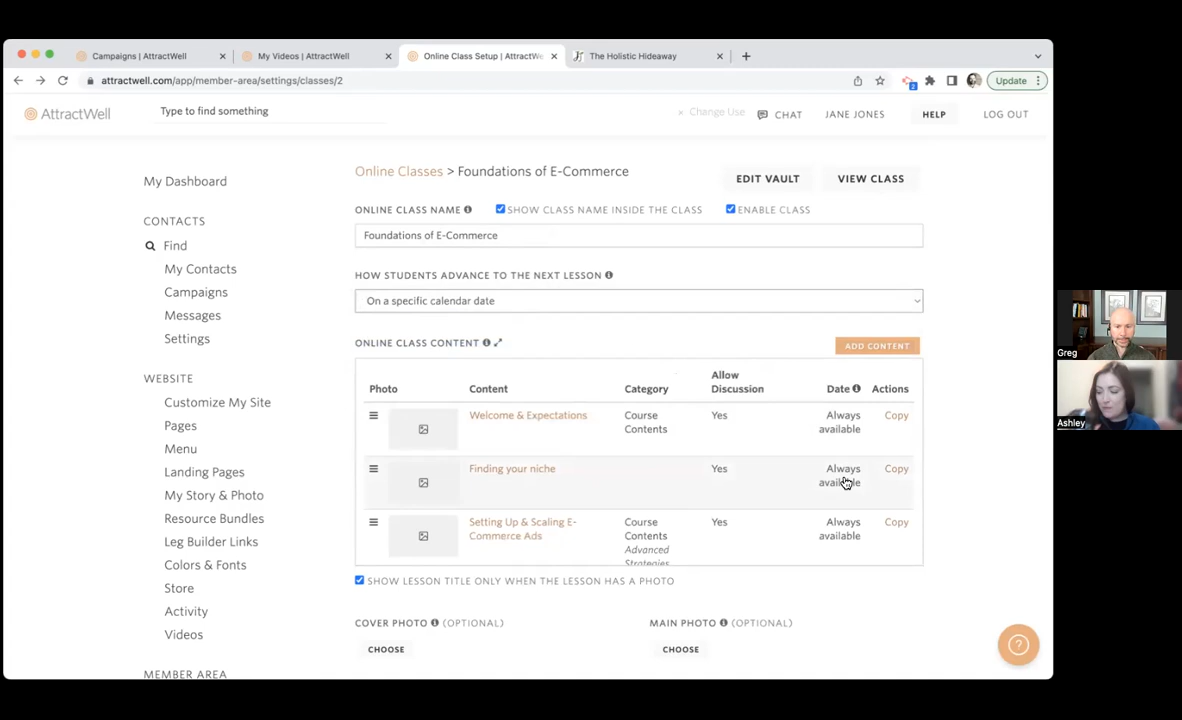 Campaigns | AttractWell
My Videos | AttractWell
Online Class Setup | AttractWe
The Holistic Hideaway
attractwell.com/app/member-area/settings/classes/2
2
Update
AttractWell
Type to find something
Change Use
CHAT
JANE JONES
HELP
LOG OUT
My Dashboard
CONTACTS
Find
My Contacts
Campaigns
Messages
Settings
WEBSITE
Customize My Site
Pages
Menu
Landing Pages
My Story & Photo
Resource Bundles
Leg Builder Links
Colors & Fonts
Store
Activity
Videos
MEMBER AREA
Online Classes > Foundations of E-Commerce
EDIT VAULT
VIEW CLASS
ONLINE CLASS NAME
SHOW CLASS NAME INSIDE THE CLASS
ENABLE CLASS
Foundations of E-Commerce
HOW STUDENTS ADVANCE TO THE NEXT LESSON
On a specific calendar date
ONLINE CLASS CONTENT
ADD CONTENT
Photo
Content
Category
Allow
Discussion
Date
Actions
Welcome & Expectations
Course
Contents
Yes
Always
available
Copy
Finding your niche
Yes
Always
available
Copy
Setting Up & Scaling E-
Commerce Ads
Course
Contents
Advanced
Strategies
Yes
Always
available
Copy
SHOW LESSON TITLE ONLY WHEN THE LESSON HAS A PHOTO
COVER PHOTO (OPTIONAL)
CHOOSE
MAIN PHOTO (OPTIONAL)
CHOOSE
?
Greg
Ashley